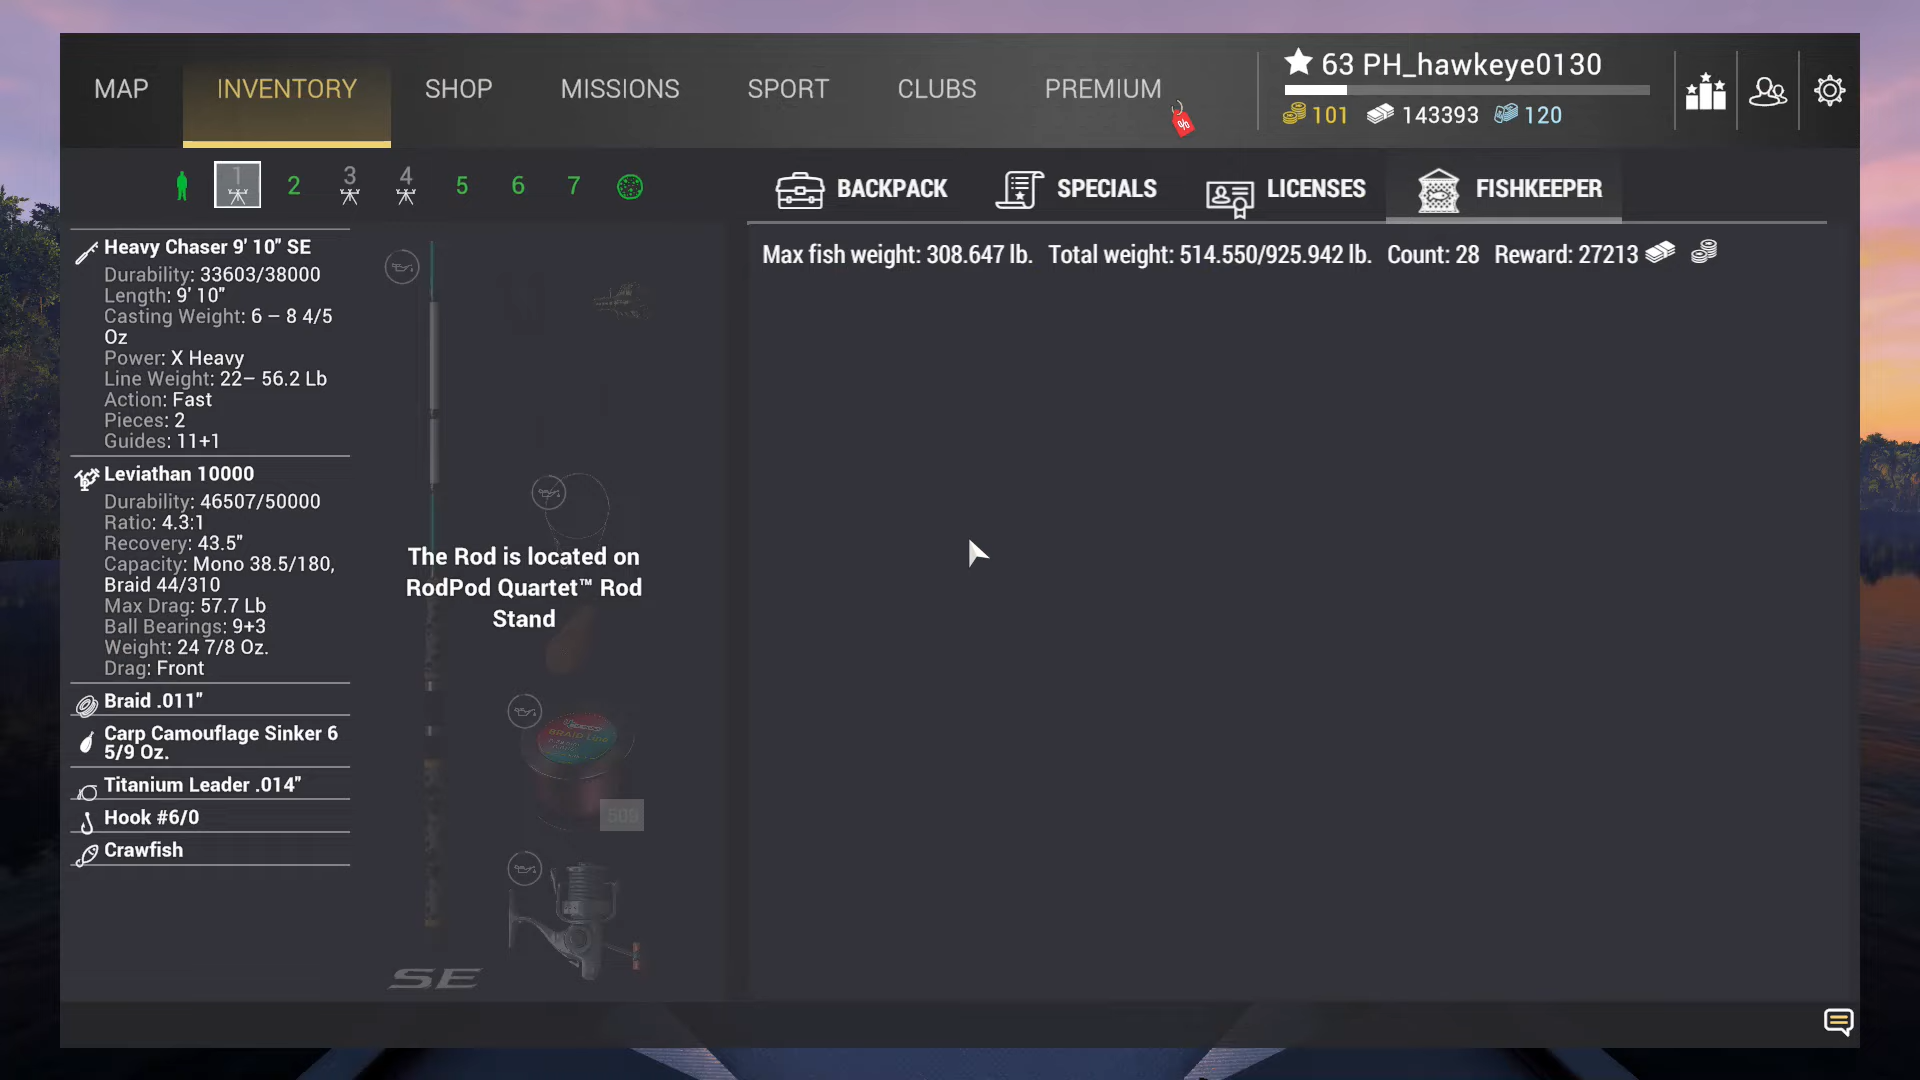 MAP
INVENTORY
SHOP
MISSIONS
SPORT
CLUBS
PREMIUM
%
63 PH_hawkeye0130
101 143393 120
1 2 3 4 5 6 7
BACKPACK
SPECIALS
LICENSES
FISHKEEPER
Max fish weight: 308.647 lb. Total weight: 514.550/925.942 lb. Count: 28 Reward: 27213
Heavy Chaser 9' 10" SE
Durability: 33603/38000
Length: 9' 10"
Casting Weight: 6 – 8 4/5
Oz
Power: X Heavy
Line Weight: 22– 56.2 Lb
Action: Fast
Pieces: 2
Guides: 11+1
Leviathan 10000
Durability: 46507/50000
Ratio: 4.3:1
Recovery: 43.5"
Capacity: Mono 38.5/180,
Braid 44/310
Max Drag: 57.7 Lb
Ball Bearings: 9+3
Weight: 24 7/8 Oz.
Drag: Front
Braid .011"
Carp Camouflage Sinker 6
5/9 Oz.
Titanium Leader .014"
Hook #6/0
Crawfish
The Rod is located on
RodPod Quartet™ Rod
Stand
BRAID Line
509
SE